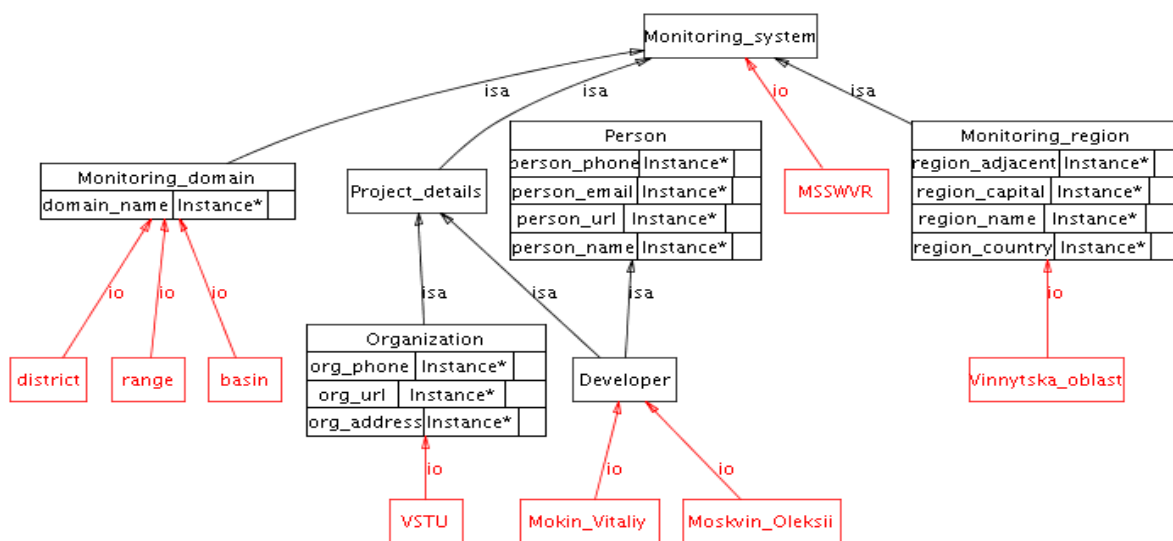 Monitoring_system
isa
isa
io
isa
Person
person_phone Instance*
person_email Instance*
person_url Instance*
person_name Instance*
Monitoring_region
region_adjacent Instance*
region_capital Instance*
region_name Instance*
region_country Instance*
Monitoring_domain
domain_name Instance*
Project_details
MSSWVR
io
io
io
isa
isa
isa
io
Organization
org_phone Instance*
org_url Instance*
org_address Instance*
district
range
basin
Developer
Vinnytska_oblast
io
io
io
VSTU
Mokin_Vitaliy
Moskvin_Oleksii